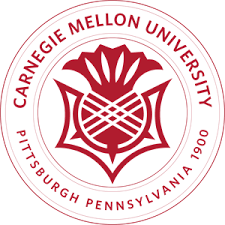 CARNEGIE MELLON UNIVERSITY
PITTSBURGH PENNSYLVANIA 1900